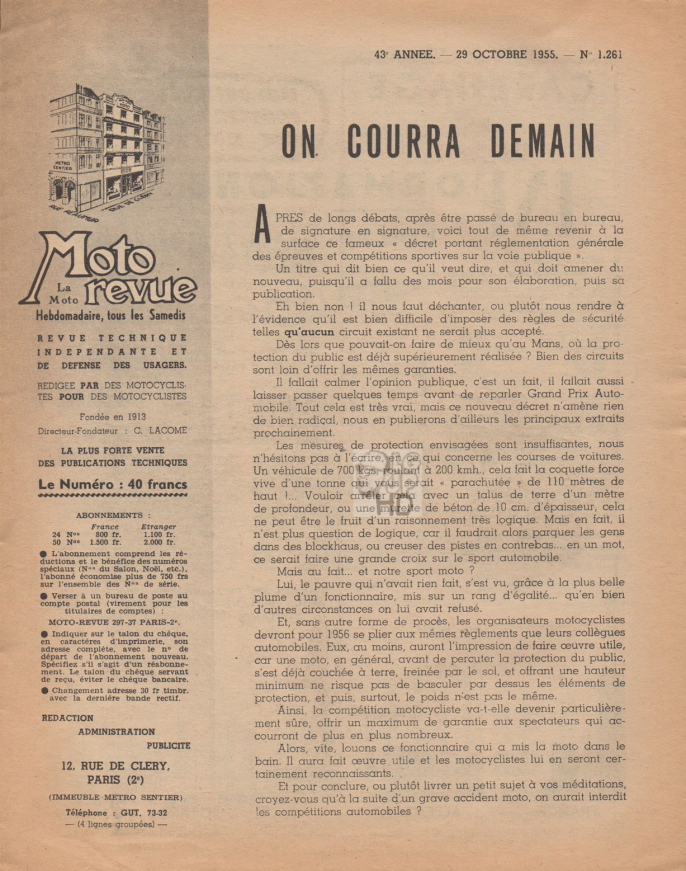 43e ANNEE. — 29 OCTOBRE 1955. — No 1.261
METRO
SENTIER
RUE REAUMUR
RUE DE CLERY
Moto
La
Moto
revue
Hebdomadaire, tous les Samedis
REVUE TECHNIQUE
INDEPENDANTE ET
DE DEFENSE DES USAGERS.
REDIGEE PAR DES MOTOCYCLIS-
TES POUR DES MOTOCYCLISTES
Fondée en 1913
Directeur-Fondateur : C. LACOME
LA PLUS FORTE VENTE
DES PUBLICATIONS TECHNIQUES
Le Numéro : 40 francs
ABONNEMENTS :
France Etranger
24 Nos 800 fr. 1.100 fr.
50 Nos 1.500 fr. 2.000 fr.
● L'abonnement comprend les ré-
ductions et le bénéfice des numéros
spéciaux (Nos du Salon, Noël, etc.),
l'abonné économise plus de 750 frs
sur l'ensemble des Nos de série.
● Verser à un bureau de poste au
compte postal (virement pour les
titulaires de comptes) :
MOTO-REVUE 297-37 PARIS-2e.
● Indiquer sur le talon du chèque,
en caractères d'imprimerie, son
adresse complète, avec le no de
départ de l'abonnement nouveau.
Spécifiez s'il s'agit d'un réabonne-
ment. Le talon du chèque servant
de reçu, éviter le chèque bancaire.
● Changement adresse 30 fr timbr.
avec la dernière bande rectif.
REDACTION
ADMINISTRATION
PUBLICITE
12, RUE DE CLERY,
PARIS (2e)
(IMMEUBLE METRO SENTIER)
Téléphone : GUT. 73-32
— (4 lignes groupées) —
ON COURRA DEMAIN
APRES de longs débats, après être passé de bureau en bureau,
de signature en signature, voici tout de même revenir à la
surface ce fameux « décret portant réglementation générale
des épreuves et compétitions sportives sur la voie publique ».
Un titre qui dit bien ce qu'il veut dire, et qui doit amener du
nouveau, puisqu'il a fallu des mois pour son élaboration, puis sa
publication.
Eh bien non ! il nous faut déchanter, ou plutôt nous rendre à
l'évidence qu'il est bien difficile d'imposer des règles de sécurité
telles qu'aucun circuit existant ne serait plus accepté.
Dès lors que pouvait-on faire de mieux qu'au Mans, où la pro-
tection du public est déjà supérieurement réalisée ? Bien des circuits
sont loin d'offrir les mêmes garanties.
Il fallait calmer l'opinion publique, c'est un fait, il fallait aussi
laisser passer quelques temps avant de reparler Grand Prix Auto-
mobile. Tout cela est très vrai, mais ce nouveau décret n'amène rien
de bien radical, nous en publierons d'ailleurs les principaux extraits
prochainement.
Les mesures de protection envisagées sont insuffisantes, nous
n'hésitons pas à l'écrire, en ce qui concerne les courses de voitures.
Un véhicule de 700 kgs roulant à 200 kmh., cela fait la coquette force
vive d'une tonne qui serait « parachutée » de 110 mètres de
haut !... Vouloir arrêter cela avec un talus de terre d'un mètre
de profondeur, ou une murette de béton de 10 cm. d'épaisseur, cela
ne peut être le fruit d'un raisonnement très logique. Mais en fait, il
n'est plus question de logique, car il faudrait alors parquer les gens
dans des blockhaus, ou creuser des pistes en contrebas... en un mot,
ce serait faire une grande croix sur le sport automobile.
Mais au fait... et notre sport moto ?
Lui, le pauvre qui n'avait rien fait, s'est vu, grâce à la plus belle
plume d'un fonctionnaire, mis sur un rang d'égalité... qu'en bien
d'autres circonstances on lui avait refusé.
Et, sans autre forme de procès, les organisateurs motocyclistes
devront pour 1956 se plier aux mêmes règlements que leurs collègues
automobiles. Eux, au moins, auront l'impression de faire œuvre utile,
car une moto, en général, avant de percuter la protection du public,
s'est déjà couchée à terre, freinée par le sol, et offrant une hauteur
minimum ne risque pas de basculer par dessus les éléments de
protection, et puis, surtout, le poids n'est pas le même.
Ainsi, la compétition motocycliste va-t-elle devenir particulière-
ment sûre, offrir un maximum de garantie aux spectateurs qui ac-
courront de plus en plus nombreux.
Alors, vite, louons ce fonctionnaire qui a mis la moto dans le
bain. Il aura fait œuvre utile et les motocyclistes lui en seront cer-
tainement reconnaissants.
Et pour conclure, ou plutôt livrer un petit sujet à vos méditations,
croyez-vous qu'à la suite d'un grave accident moto, on aurait interdit
les compétitions automobiles ?
HD